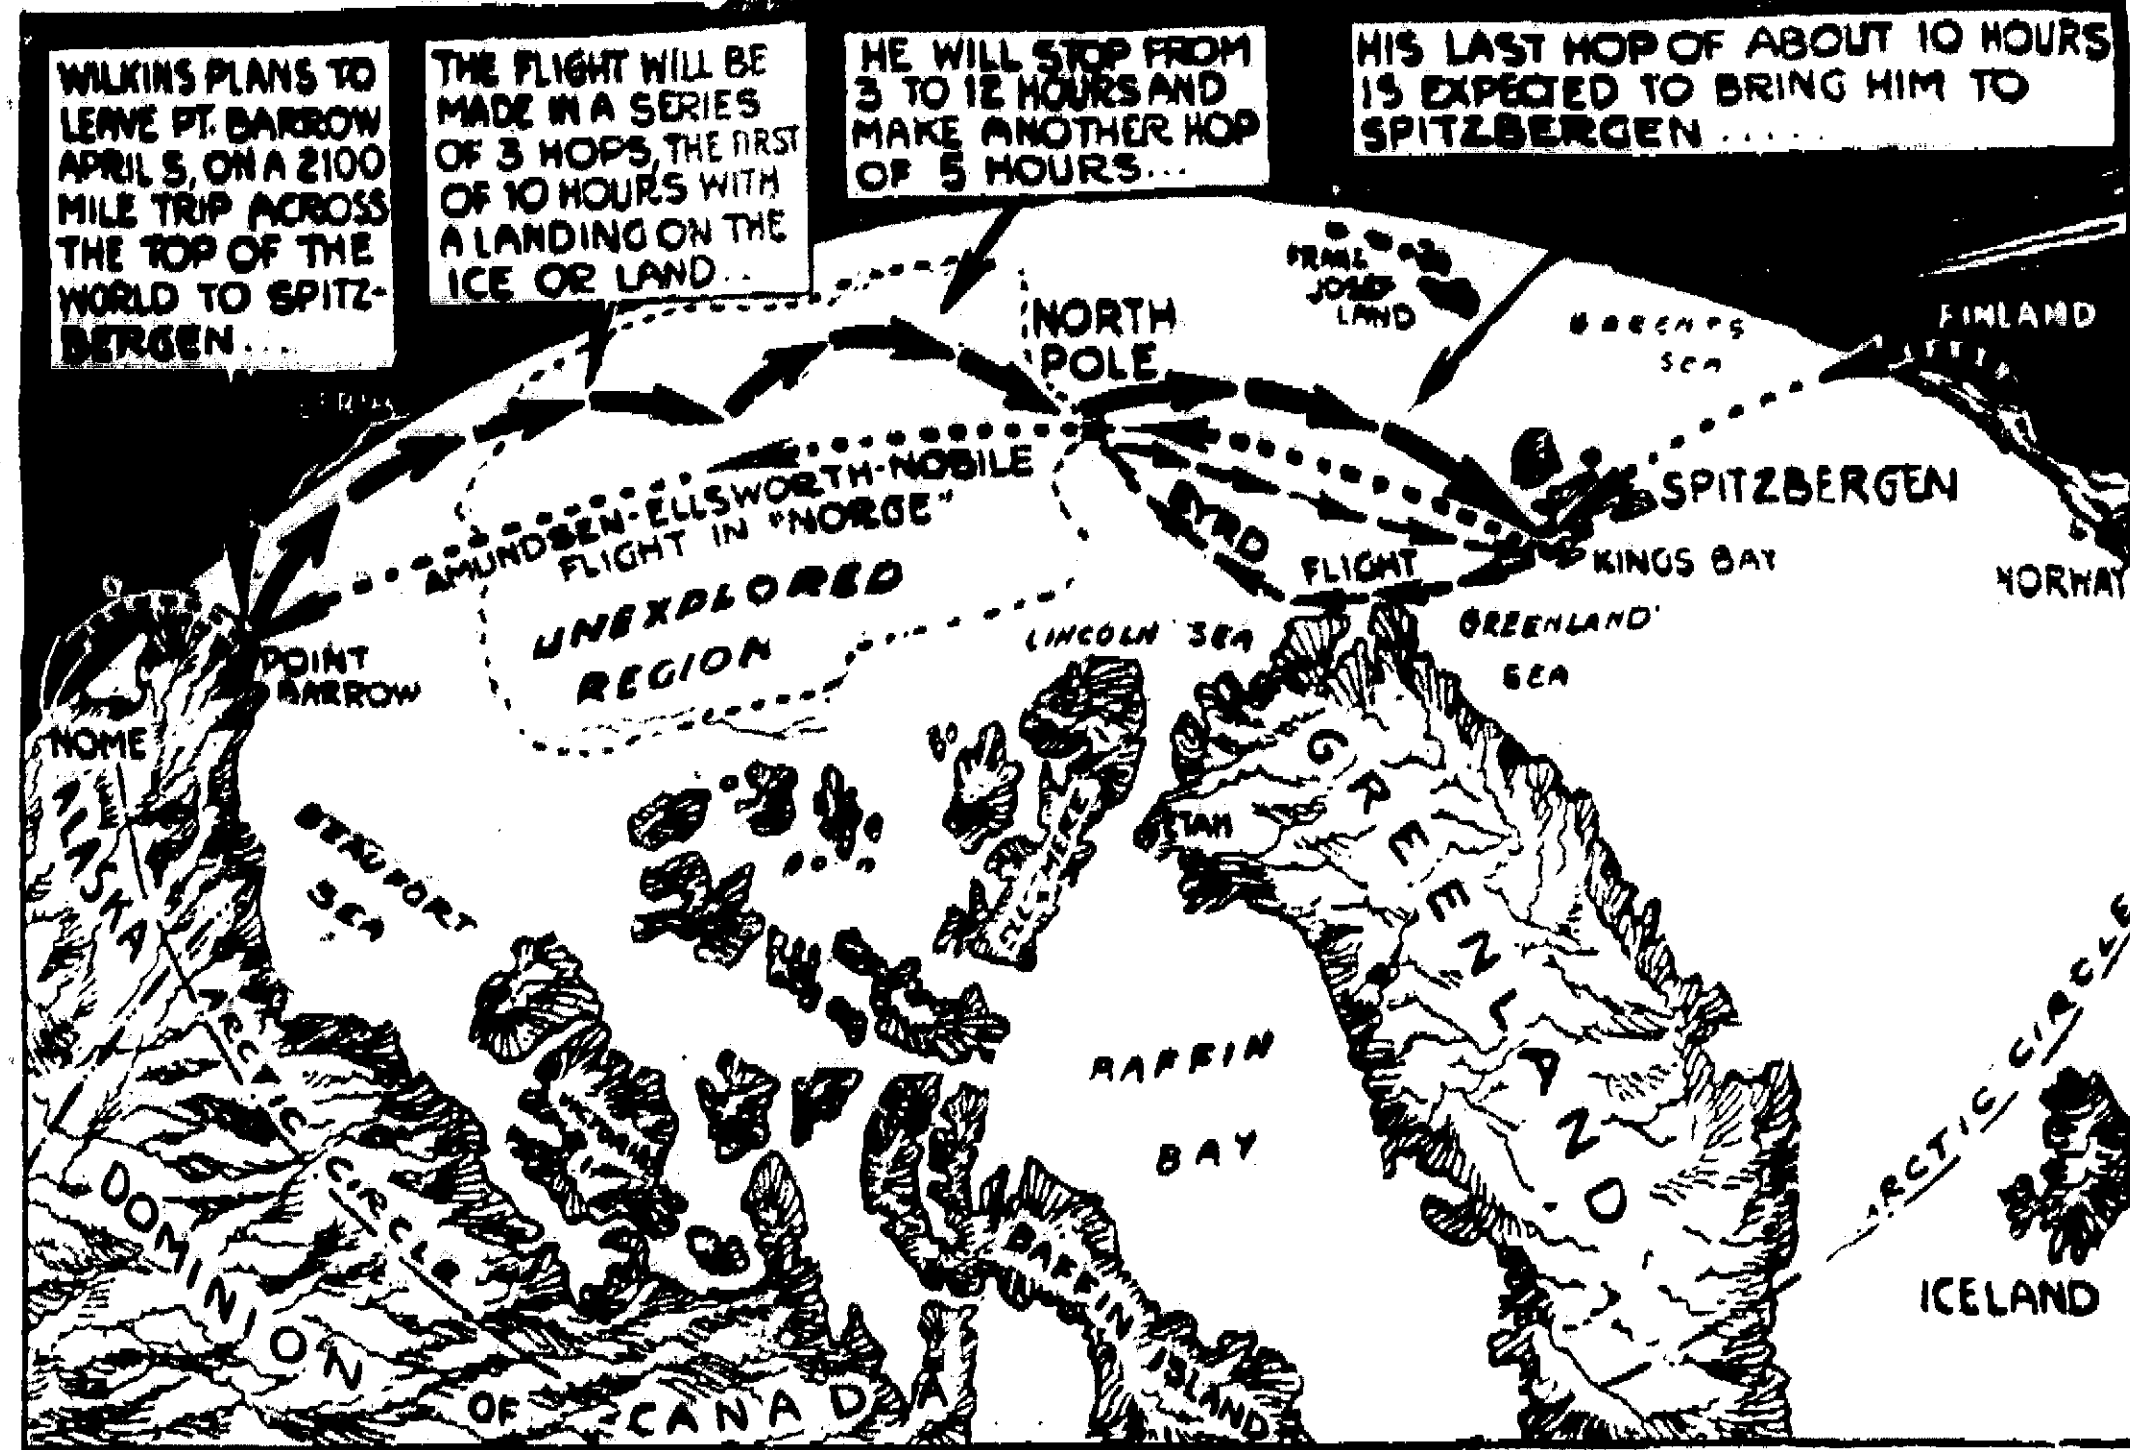 WILKINS PLANS TO
LEAVE PT. BARROW
APRIL 5, ON A 2100
MILE TRIP ACROSS
THE TOP OF THE
WORLD TO SPITZ-
BERGEN...
THE FLIGHT WILL BE
MADE IN A SERIES
OF 3 HOPS, THE FIRST
OF 10 HOURS WITH
A LANDING ON THE
ICE OR LAND..
HE WILL STOP FROM
3 TO 12 HOURS AND
MAKE ANOTHER HOP
OF 5 HOURS...
HIS LAST HOP OF ABOUT 10 HOURS
IS EXPECTED TO BRING HIM TO
SPITZBERGEN.....
NORTH
POLE
FRANZ
JOSEF
LAND
BARENTS
SEA
FINLAND
AMUNDSEN-ELLSWORTH-NOBILE
FLIGHT IN "NORGE"
UNEXPLORED
REGION
BYRD
FLIGHT
SPITZBERGEN
KINGS BAY
NORWAY
GREENLAND
SEA
LINCOLN SEA
POINT
BARROW
NOME
ALASKA
BEAUFORT
SEA
ELLSMERE
ETAH
GREENLAND
BAFFIN
BAY
ARCTIC CIRCLE
ARCTIC CIRCLE
VICTORIA
DOMINION
OF CANADA
BAFFIN
ISLAND
ICELAND